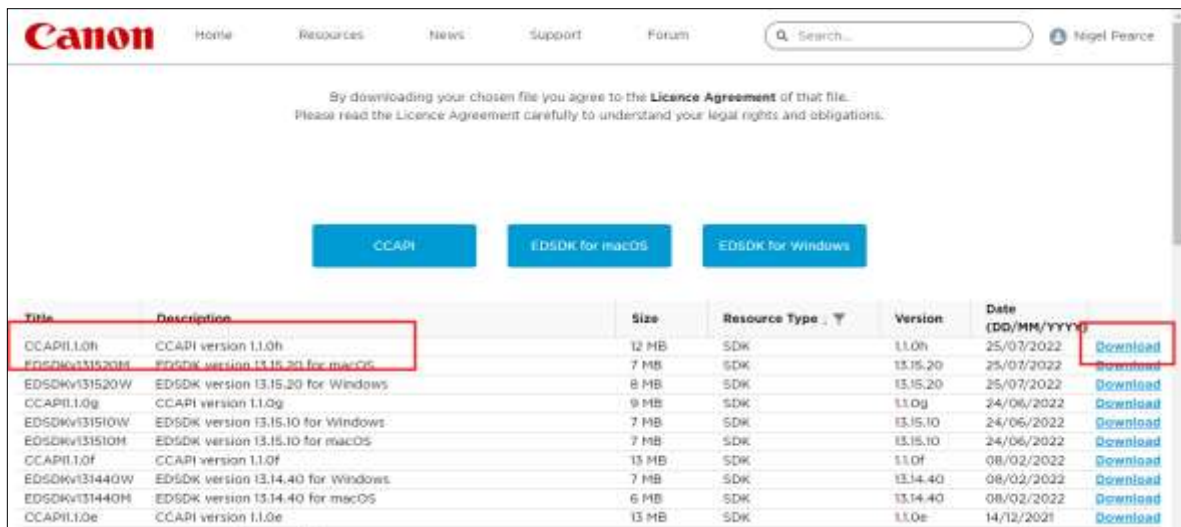 Canon Home Resources News Support Forum Search... Nigel Pearce
By downloading your chosen file you agree to the Licence Agreement of that file.
Please read the Licence Agreement carefully to understand your legal rights and obligations.
CCAPI EDSDK for macOS EDSDK for Windows
Title Description Size Resource Type Version Date (DD/MM/YYYY)
CCAPI1.1.0h CCAPI version 1.1.0h 12 MB SDK 1.1.0h 25/07/2022 Download
EDSDKv131520M EDSDK version 13.15.20 for macOS 7 MB SDK 13.15.20 25/07/2022 Download
EDSDKv131520W EDSDK version 13.15.20 for Windows 8 MB SDK 13.15.20 25/07/2022 Download
CCAPI1.1.0g CCAPI version 1.1.0g 9 MB SDK 1.1.0g 24/06/2022 Download
EDSDKv131510W EDSDK version 13.15.10 for Windows 7 MB SDK 13.15.10 24/06/2022 Download
EDSDKv131510M EDSDK version 13.15.10 for macOS 7 MB SDK 13.15.10 24/06/2022 Download
CCAPI1.1.0f CCAPI version 1.1.0f 13 MB SDK 1.1.0f 08/02/2022 Download
EDSDKv131440W EDSDK version 13.14.40 for Windows 7 MB SDK 13.14.40 08/02/2022 Download
EDSDKv131440M EDSDK version 13.14.40 for macOS 6 MB SDK 13.14.40 08/02/2022 Download
CCAPI1.1.0e CCAPI version 1.1.0e 13 MB SDK 1.1.0e 14/12/2021 Download